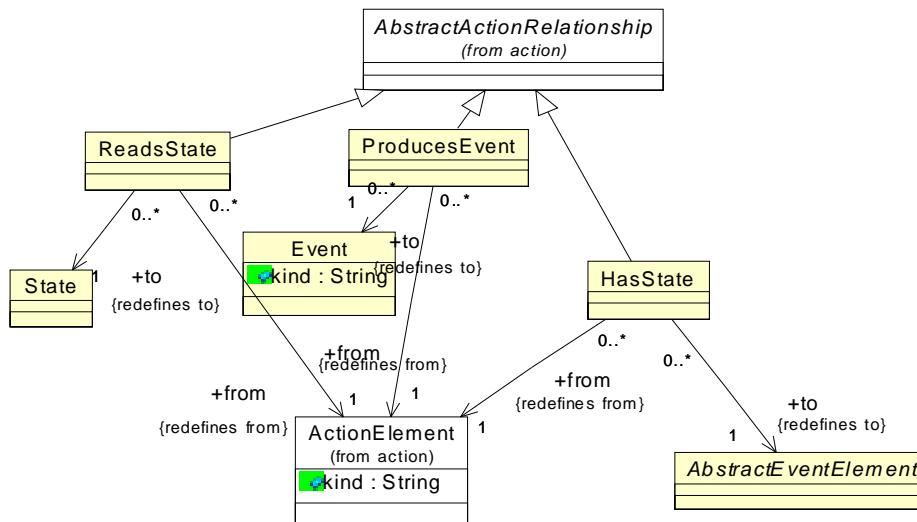 AbstractActionRelationship
(from action)
ReadsState
ProducesEvent
0..*
0..*
1
0..*
0..*
Event
kind : String
+to
{redefines to}
State
1
+to
{redefines to}
HasState
0..*
0..*
+from
{redefines from}
+from
{redefines from}
+from
{redefines from}
1
1
1
+to
{redefines to}
1
ActionElement
(from action)
kind : String
AbstractEventElement